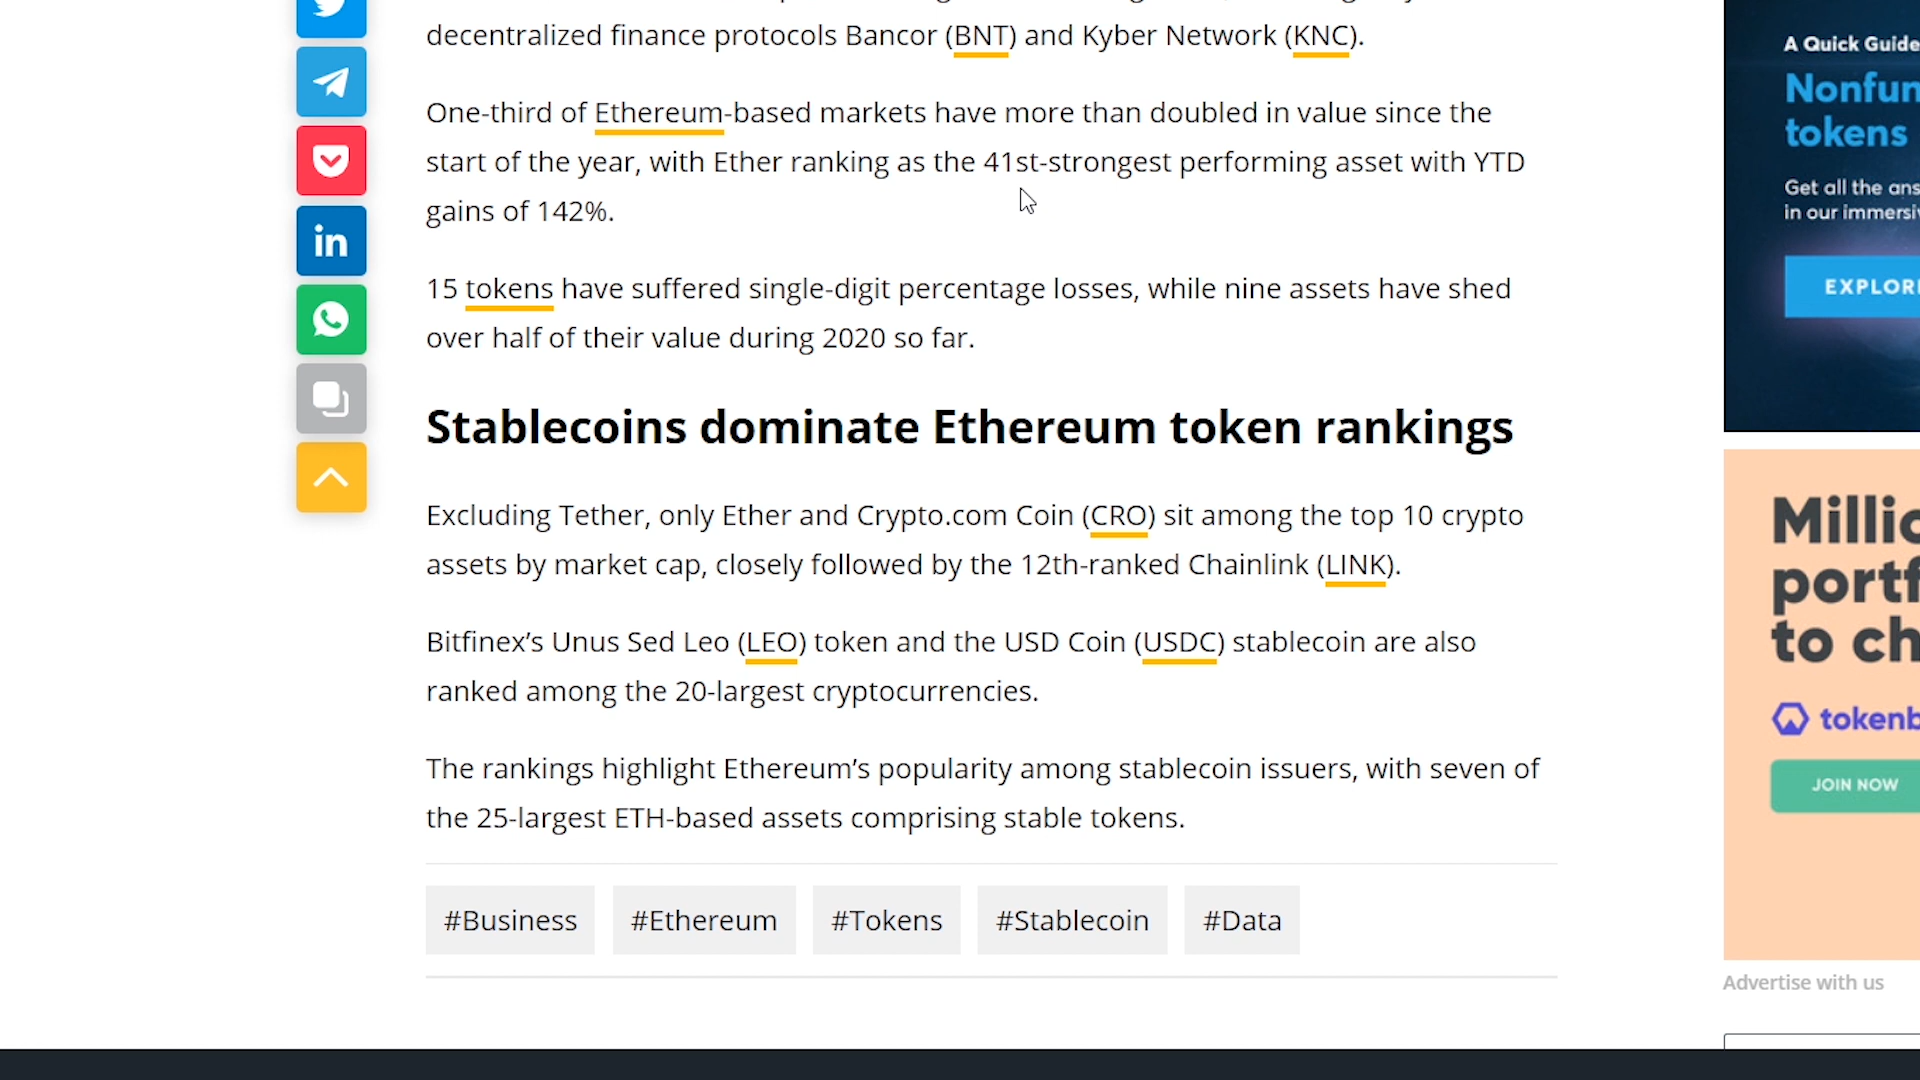 decentralized finance protocols Bancor (BNT) and Kyber Network (KNC).
One-third of Ethereum-based markets have more than doubled in value since the
start of the year, with Ether ranking as the 41st-strongest performing asset with YTD
gains of 142%.
15 tokens have suffered single-digit percentage losses, while nine assets have shed
over half of their value during 2020 so far.
Stablecoins dominate Ethereum token rankings
Excluding Tether, only Ether and Crypto.com Coin (CRO) sit among the top 10 crypto
assets by market cap, closely followed by the 12th-ranked Chainlink (LINK).
Bitfinex’s Unus Sed Leo (LEO) token and the USD Coin (USDC) stablecoin are also
ranked among the 20-largest cryptocurrencies.
The rankings highlight Ethereum’s popularity among stablecoin issuers, with seven of
the 25-largest ETH-based assets comprising stable tokens.
#Business #Ethereum #Tokens #Stablecoin #Data
in
A Quick Guide
Nonfun
tokens
Get all the ans
in our immersi
EXPLOR
Millio
portf
to ch
tokenb
JOIN NOW
Advertise with us